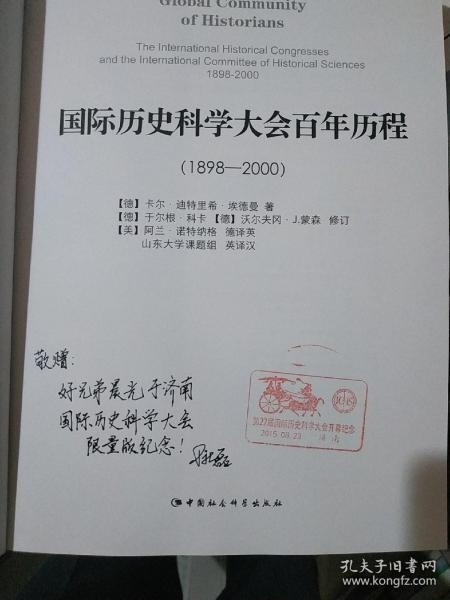 Global Community
of Historians
The International Historical Congresses
and the International Committee of Historical Sciences
1898-2000
国际历史科学大会百年历程
(1898—2000)
【德】卡尔·迪特里希·埃德曼 著
【德】于尔根·科卡 【德】沃尔夫冈·J.蒙森 修订
【美】阿兰·诺特纳格 德译英
山东大学课题组 英译汉
敬赠:
好兄弟晨光于济南
国际历史科学大会
限量版纪念!
第22届国际历史科学大会开幕纪念
2015.08.23 济南
中国社会科学出版社
孔夫子旧书网
www.kongfz.com